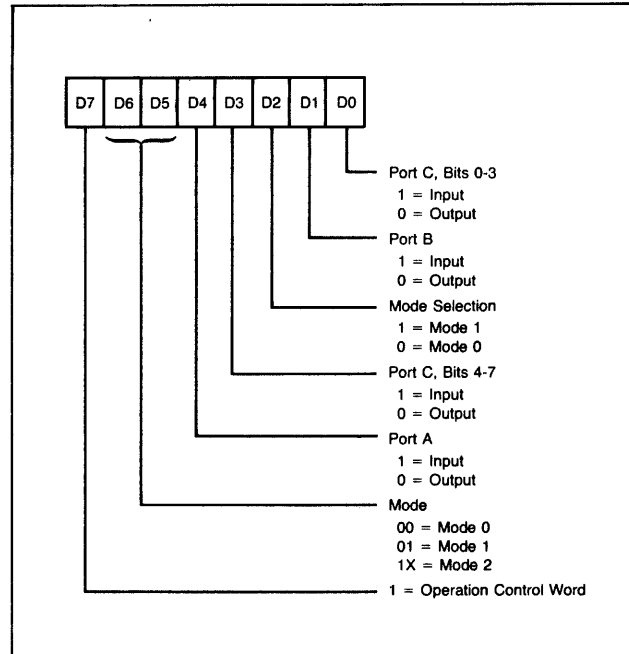 D7 D6 D5 D4 D3 D2 D1 D0
Port C, Bits 0-3
1 = Input
0 = Output
Port B
1 = Input
0 = Output
Mode Selection
1 = Mode 1
0 = Mode 0
Port C, Bits 4-7
1 = Input
0 = Output
Port A
1 = Input
0 = Output
Mode
00 = Mode 0
01 = Mode 1
1X = Mode 2
1 = Operation Control Word